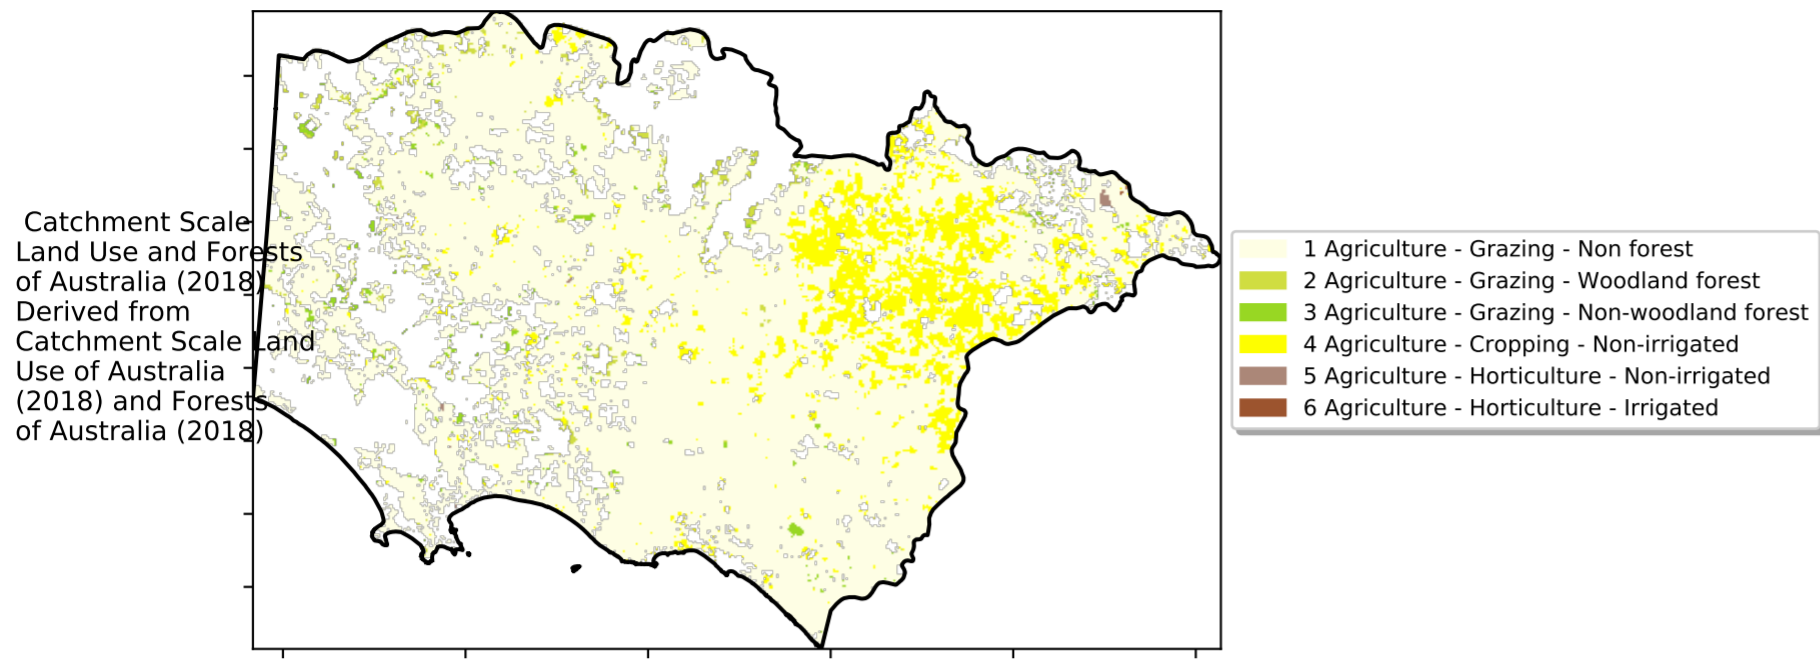 Catchment Scale
Land Use and Forests
of Australia (2018)
Derived from
Catchment Scale Land
Use of Australia
(2018) and Forests
of Australia (2018)
1 Agriculture - Grazing - Non forest
2 Agriculture - Grazing - Woodland forest
3 Agriculture - Grazing - Non-woodland forest
4 Agriculture - Cropping - Non-irrigated
5 Agriculture - Horticulture - Non-irrigated
6 Agriculture - Horticulture - Irrigated